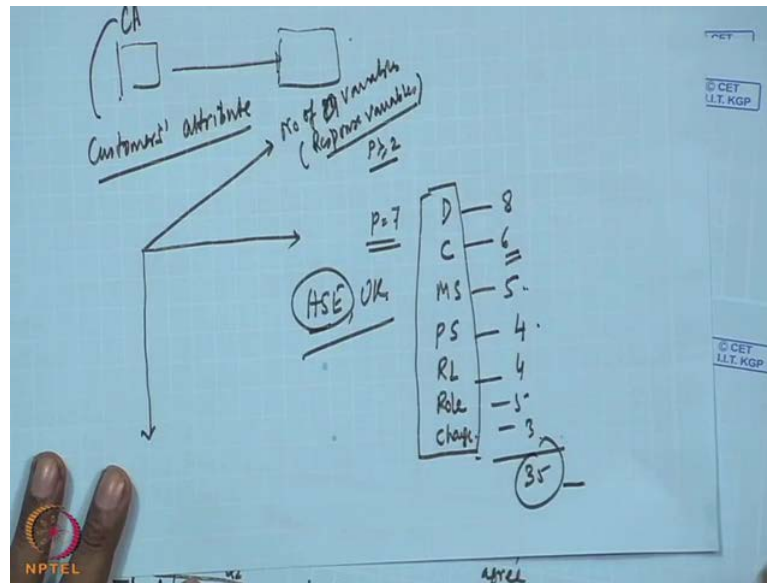 CA
Customers' attribute
No of Variables
(Response variables)
P ≥ 2
P = 7
HSE, UK
D — 8
C — 6
MS — 5
PS — 4
RL — 4
Role — 5
Change — 3
35
© CET
I.I.T. KGP
© CET
I.I.T. KGP
NPTEL